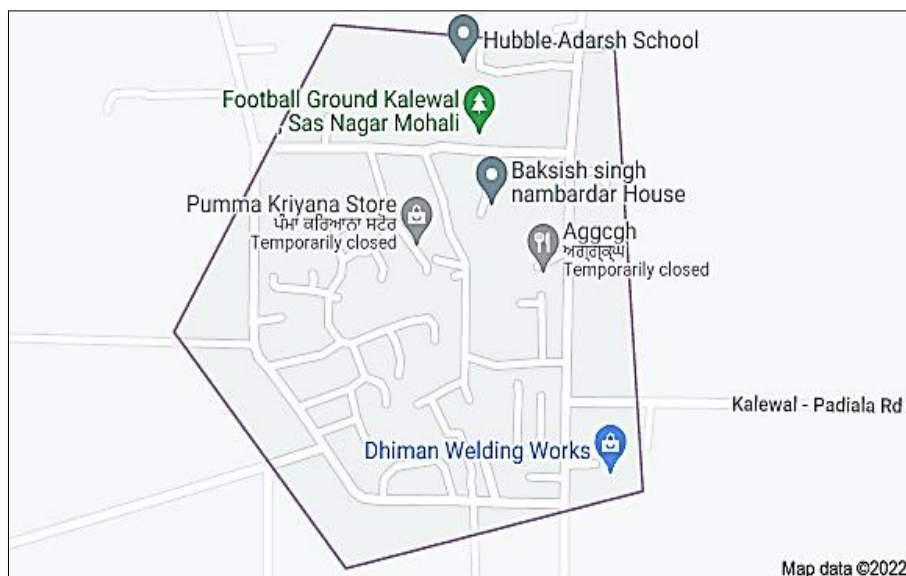 Hubble-Adarsh School
Football Ground Kalewal
, Sas Nagar Mohali
Baksish singh
nambardar House
Pumma Kriyana Store
ਪੰਮਾ ਕਰਿਆਨਾ ਸਟੋਰ
Temporarily closed
Aggcgh
Temporarily closed
Kalewal - Padiala Rd
Dhiman Welding Works
Map data ©2022